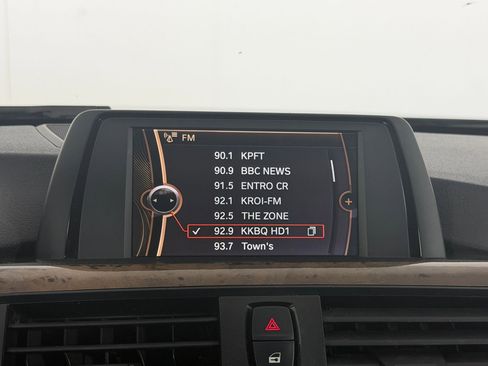 FM
90.1 KPFT
90.9 BBC NEWS
91.5 ENTRO CR
92.1 KROI-FM
92.5 THE ZONE
✓ 92.9 KKBQ HD1
93.7 Town's